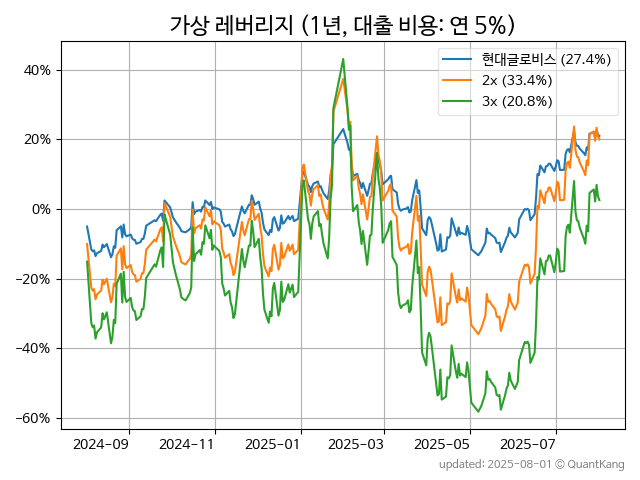 가상 레버리지 (1년, 대출 비용: 연 5%)
현대글로비스 (27.4%)
2x (33.4%)
3x (20.8%)
40%
20%
0%
−20%
−40%
−60%
2024-09 2024-11 2025-01 2025-03 2025-05 2025-07
updated: 2025-08-01 © QuantKang